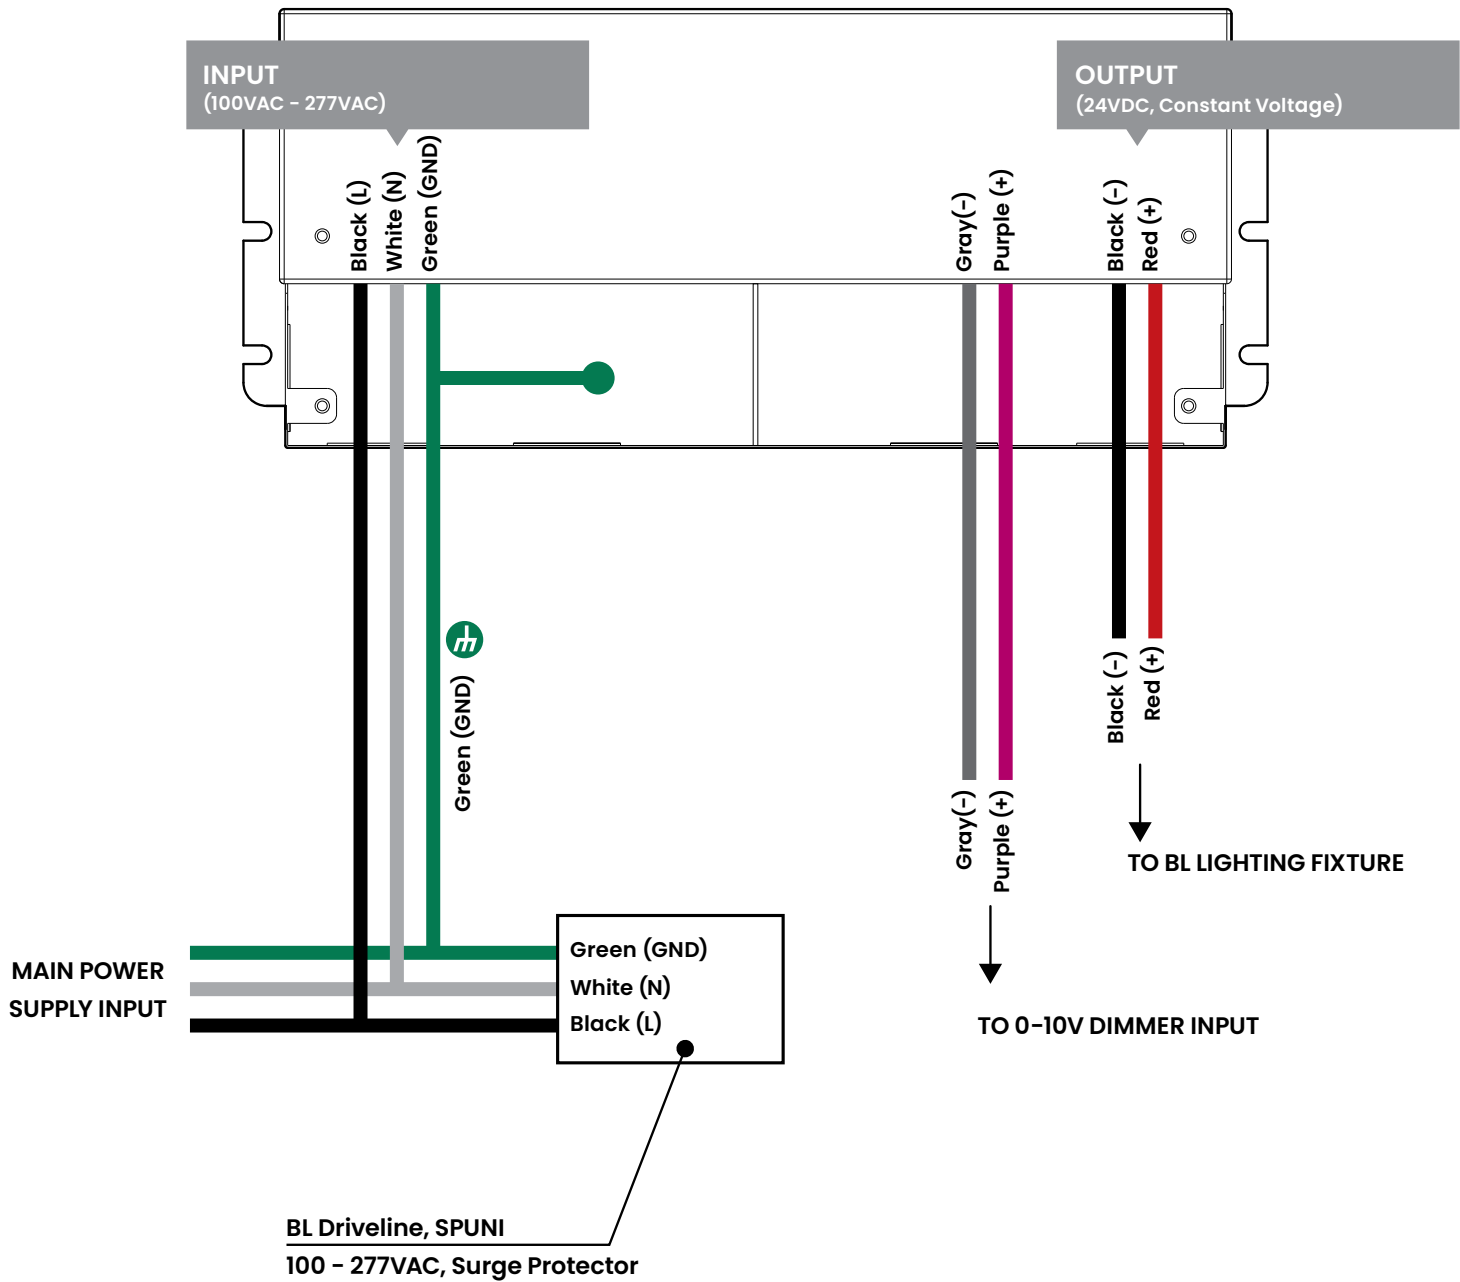 INPUT
(100VAC - 277VAC)
OUTPUT
(24VDC, Constant Voltage)
Black (L)
White (N)
Green (GND)
Gray(-)
Purple (+)
Black (-)
Red (+)
Green (GND)
Black (-)
Red (+)
Gray(-)
Purple (+)
TO BL LIGHTING FIXTURE
TO 0-10V DIMMER INPUT
MAIN POWER
SUPPLY INPUT
Green (GND)
White (N)
Black (L)
BL Driveline, SPUNI
100 - 277VAC, Surge Protector